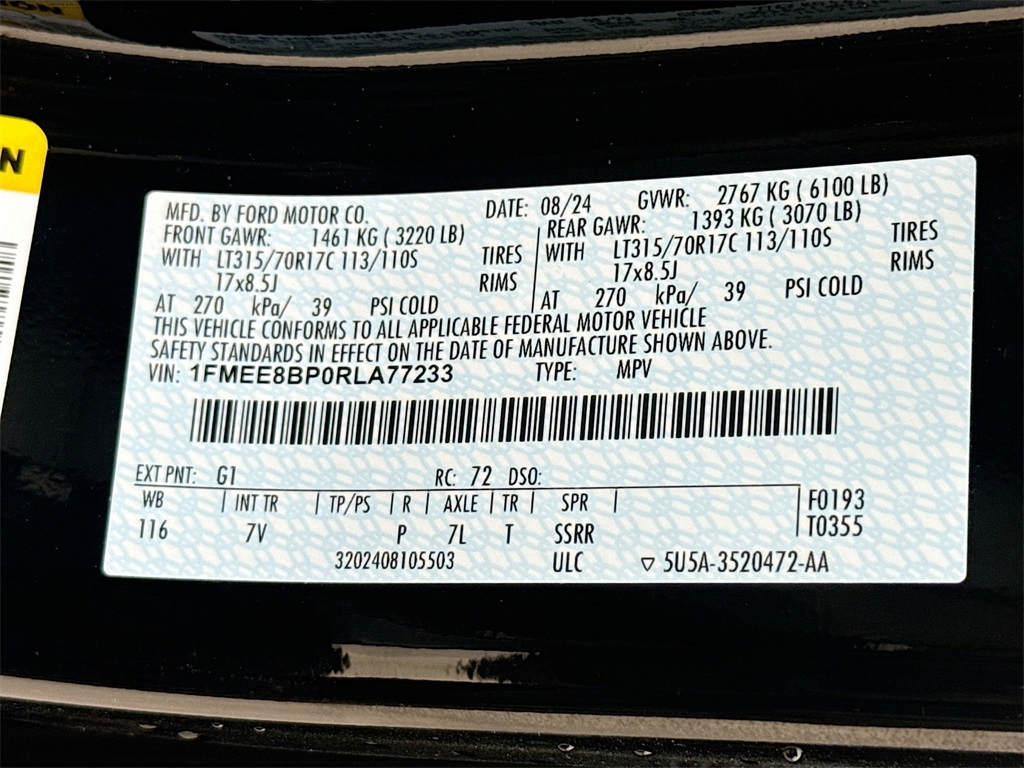 ON
N
MFD. BY FORD MOTOR CO. DATE: 08/24 GVWR: 2767 KG ( 6100 LB)
FRONT GAWR: 1461 KG ( 3220 LB) REAR GAWR: 1393 KG ( 3070 LB)
WITH LT315/70R17C 113/110S TIRES WITH LT315/70R17C 113/110S TIRES
17x8.5J RIMS 17x8.5J RIMS
AT 270 kPa/ 39 PSI COLD AT 270 kPa/ 39 PSI COLD
THIS VEHICLE CONFORMS TO ALL APPLICABLE FEDERAL MOTOR VEHICLE
SAFETY STANDARDS IN EFFECT ON THE DATE OF MANUFACTURE SHOWN ABOVE.
VIN: 1FMEE8BP0RLA77233 TYPE: MPV
EXT PNT: G1 RC: 72 DSO:
WB | INT TR | TP/PS | R | AXLE | TR | SPR | F0193
116 7V P 7L T SSRR T0355
3202408105503 ULC ▽ 5U5A-3520472-AA